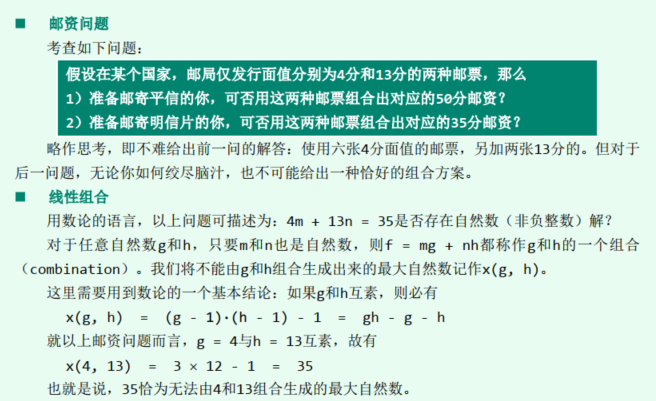 ■ 邮资问题
考查如下问题：
假设在某个国家，邮局仅发行面值分别为4分和13分的两种邮票，那么
1）准备邮寄平信的你，可否用这两种邮票组合出对应的50分邮资？
2）准备邮寄明信片的你，可否用这两种邮票组合出对应的35分邮资？
略作思考，即不难给出前一问的解答：使用六张4分面值的邮票，另加两张13分的。但对于
后一问题，无论你如何绞尽脑汁，也不可能给出一种恰好的组合方案。
■ 线性组合
用数论的语言，以上问题可描述为：4m + 13n = 35是否存在自然数（非负整数）解？
对于任意自然数g和h，只要m和n也是自然数，则f = mg + nh都称作g和h的一个组合
（combination）。我们将不能由g和h组合生成出来的最大自然数记作x(g, h)。
这里需要用到数论的一个基本结论：如果g和h互素，则必有
x(g, h) = (g - 1)·(h - 1) - 1 = gh - g - h
就以上邮资问题而言，g = 4与h = 13互素，故有
x(4, 13) = 3 × 12 - 1 = 35
也就是说，35恰为无法由4和13组合生成的最大自然数。